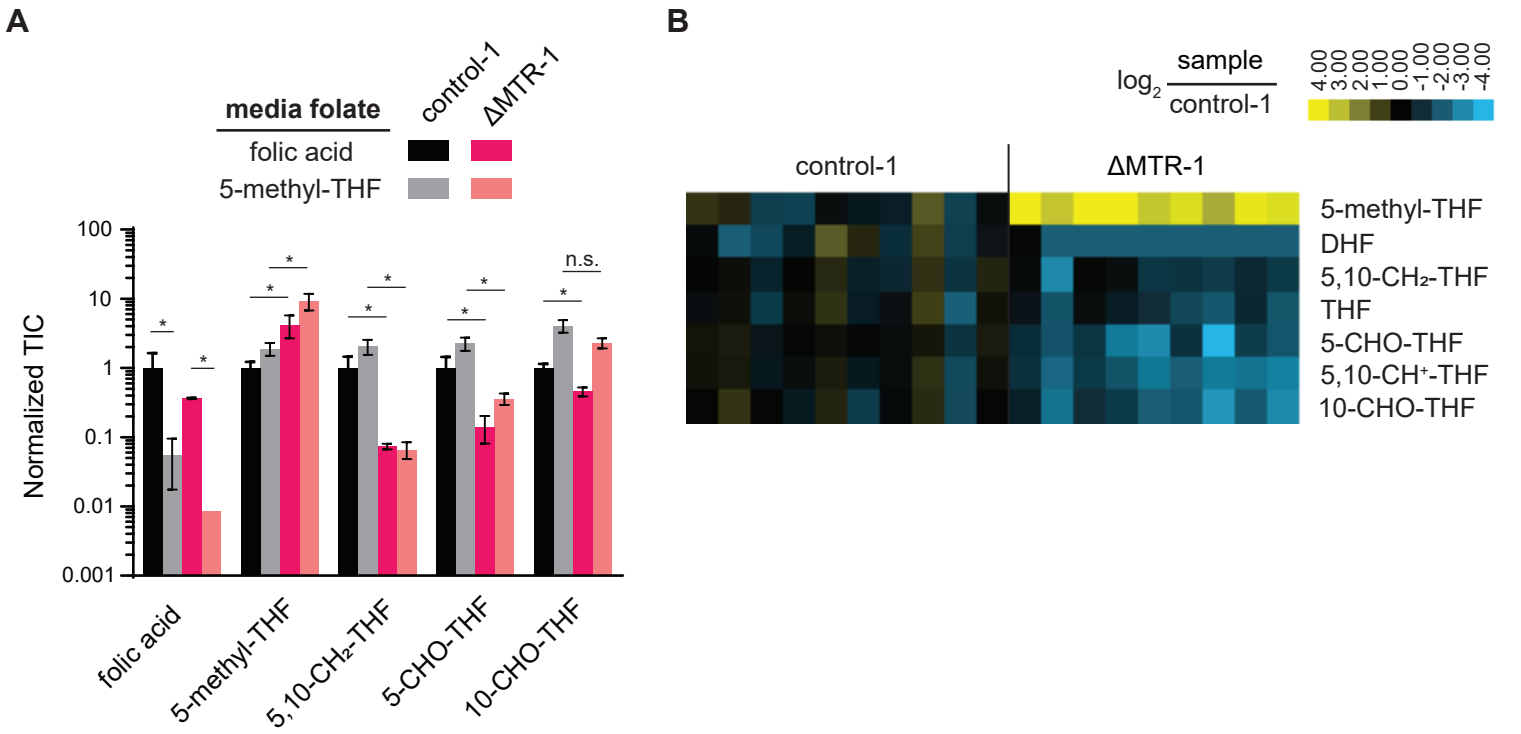 A
control-1
ΔMTR-1
media folate
folic acid
5-methyl-THF
Normalized TIC
100
10
1
0.1
0.01
0.001
*
*
*
*
*
*
*
*
*
n.s.
folic acid
5-methyl-THF
5,10-CH₂-THF
5-CHO-THF
10-CHO-THF
B
log₂ sample
control-1
4.00
3.00
2.00
1.00
0.00
-1.00
-2.00
-3.00
-4.00
control-1
ΔMTR-1
5-methyl-THF
DHF
5,10-CH₂-THF
THF
5-CHO-THF
5,10-CH⁺-THF
10-CHO-THF